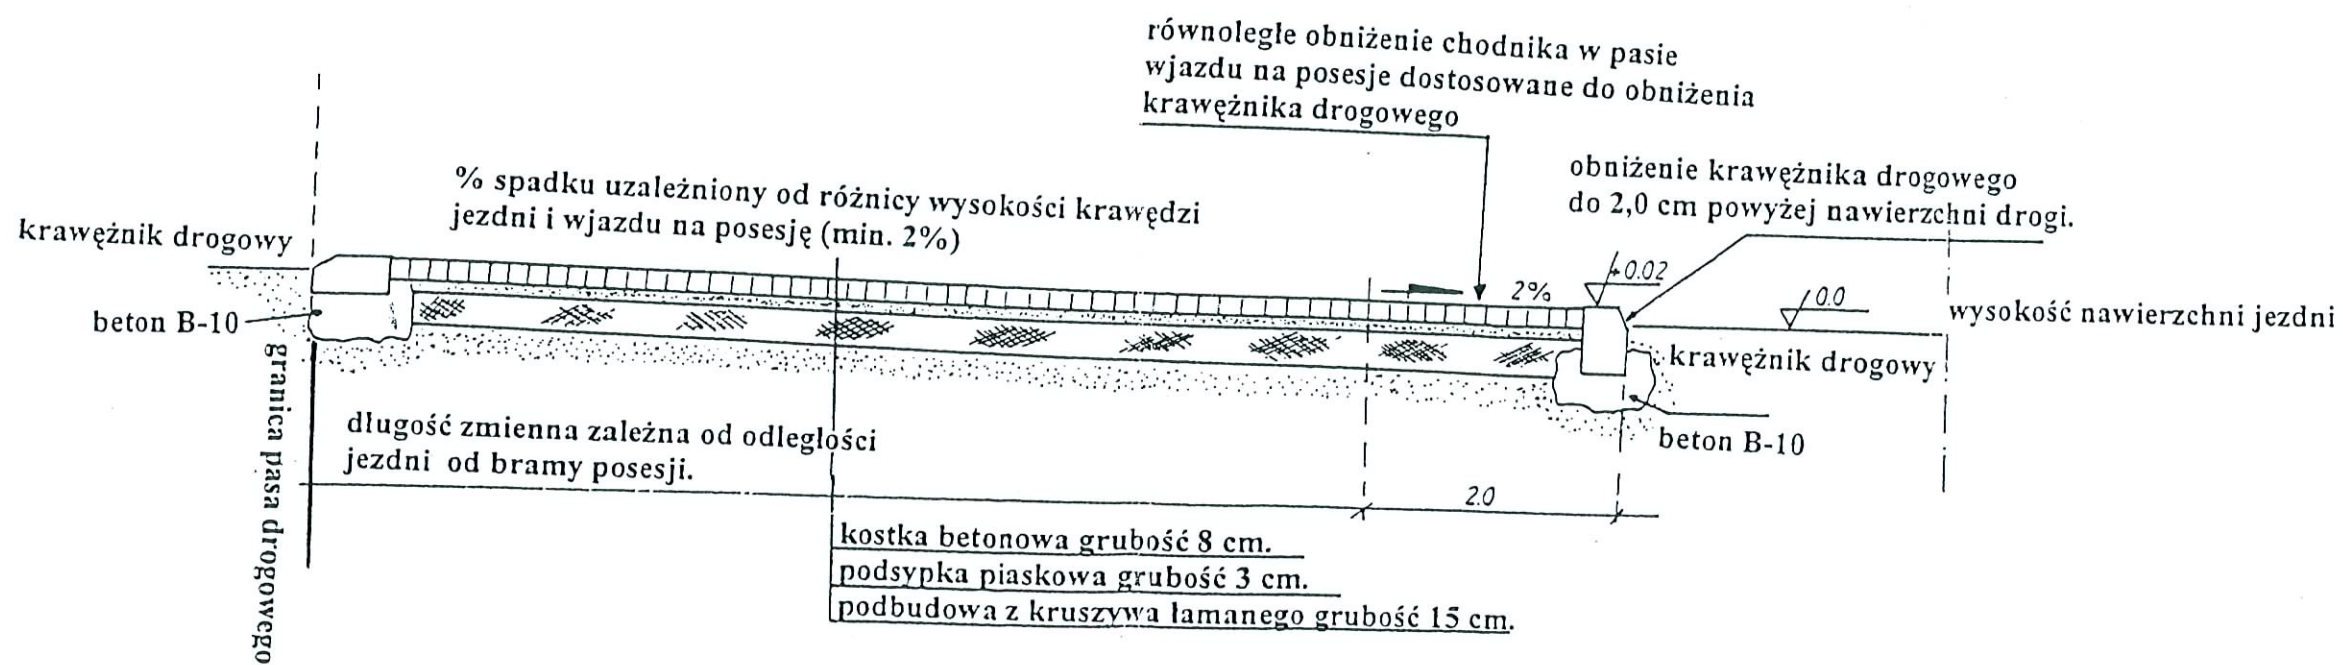 równoległe obniżenie chodnika w pasie
wjazdu na posesje dostosowane do obniżenia
krawężnika drogowego
obniżenie krawężnika drogowego
do 2,0 cm powyżej nawierzchni drogi.
% spadku uzależniony od różnicy wysokości krawędzi
jezdni i wjazdu na posesję (min. 2%)
krawężnik drogowy
+0.02
2%
0.0
wysokość nawierzchni jezdni
beton B-10
krawężnik drogowy
granica pasa drogowego
długość zmienna zależna od odległości
jezdni od bramy posesji.
beton B-10
2.0
kostka betonowa grubość 8 cm.
podsypka piaskowa grubość 3 cm.
podbudowa z kruszywa łamanego grubość 15 cm.